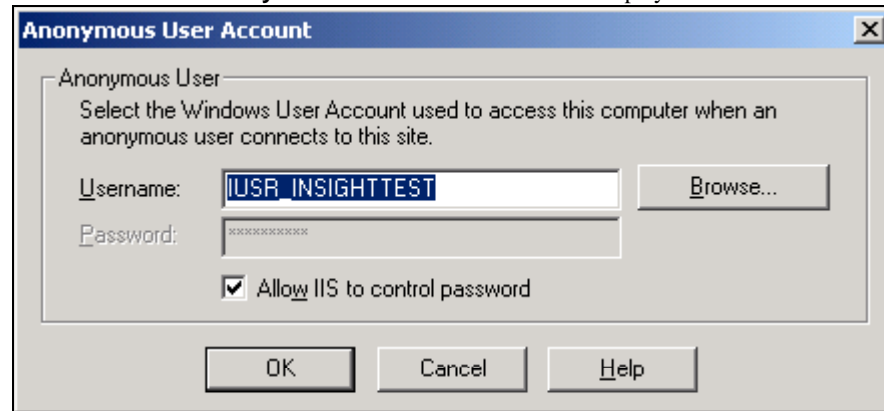 Anonymous User Account
Anonymous User
Select the Windows User Account used to access this computer when an
anonymous user connects to this site.
Username: IUSR_INSIGHTTEST Browse...
Password: **********
Allow IIS to control password
OK Cancel Help